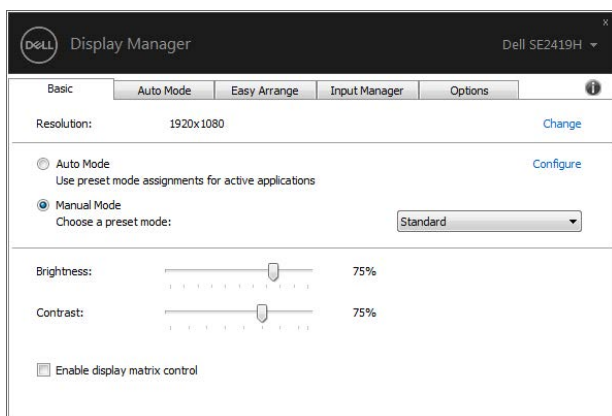 DELL Display Manager
Dell SE2419H
x
Basic Auto Mode Easy Arrange Input Manager Options
Resolution: 1920x1080 Change
Auto Mode Configure
Use preset mode assignments for active applications
Manual Mode
Choose a preset mode: Standard
Brightness: 75%
Contrast: 75%
Enable display matrix control